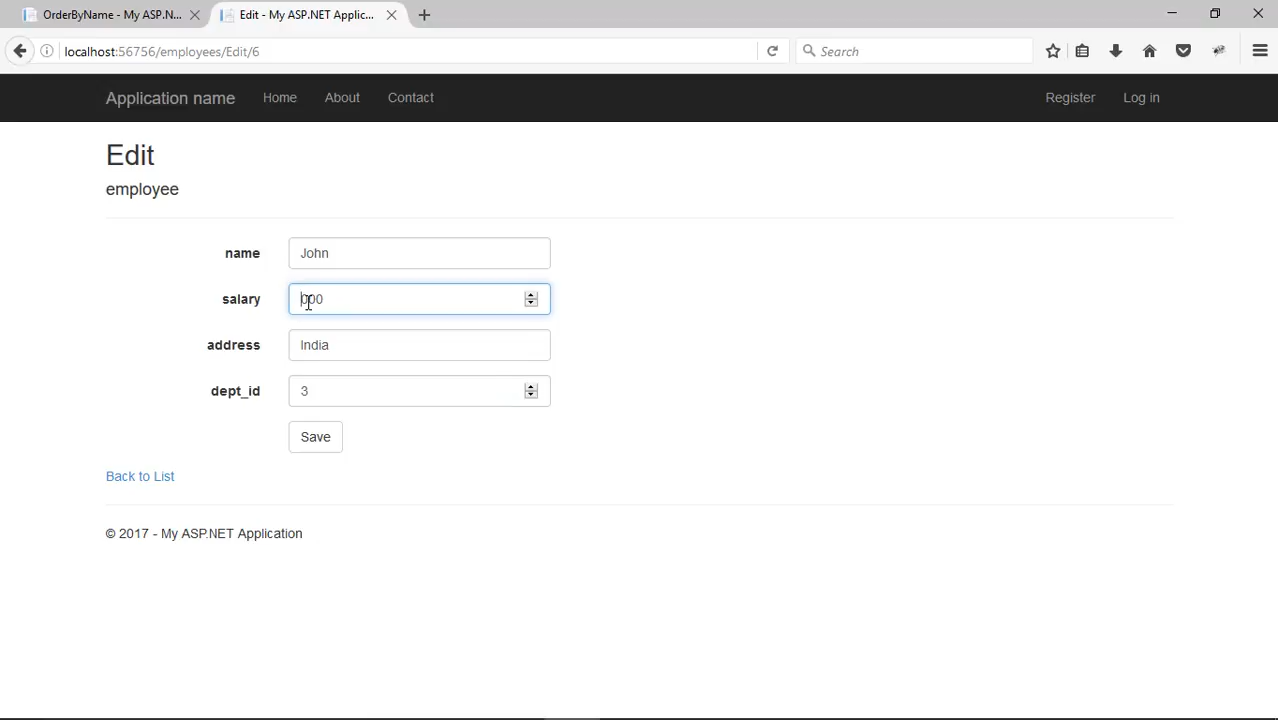 OrderByName - My ASP.N...
Edit - My ASP.NET Applic...
localhost:56756/employees/Edit/6
Search
Application name Home About Contact Register Log in
Edit
employee
name John
salary 000
address India
dept_id 3
Save
Back to List
© 2017 - My ASP.NET Application